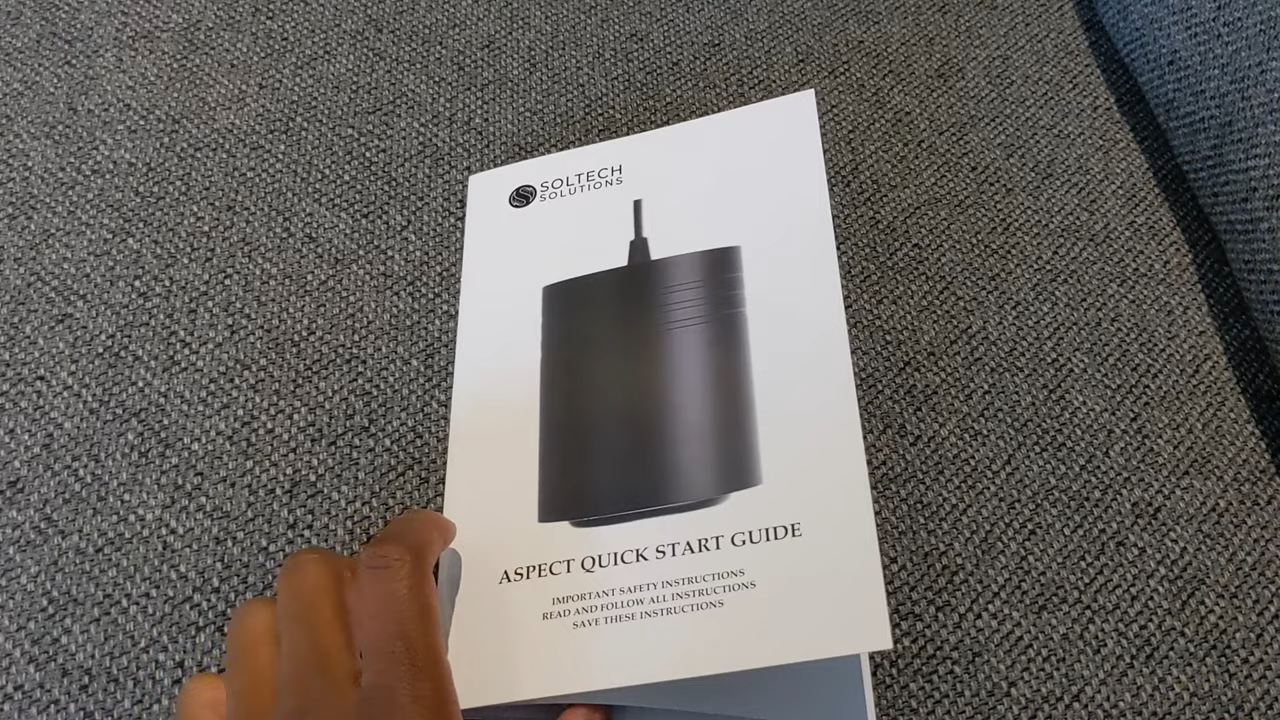 SOLTECH
SOLUTIONS
ASPECT QUICK START GUIDE
IMPORTANT SAFETY INSTRUCTIONS
READ AND FOLLOW ALL INSTRUCTIONS
SAVE THESE INSTRUCTIONS